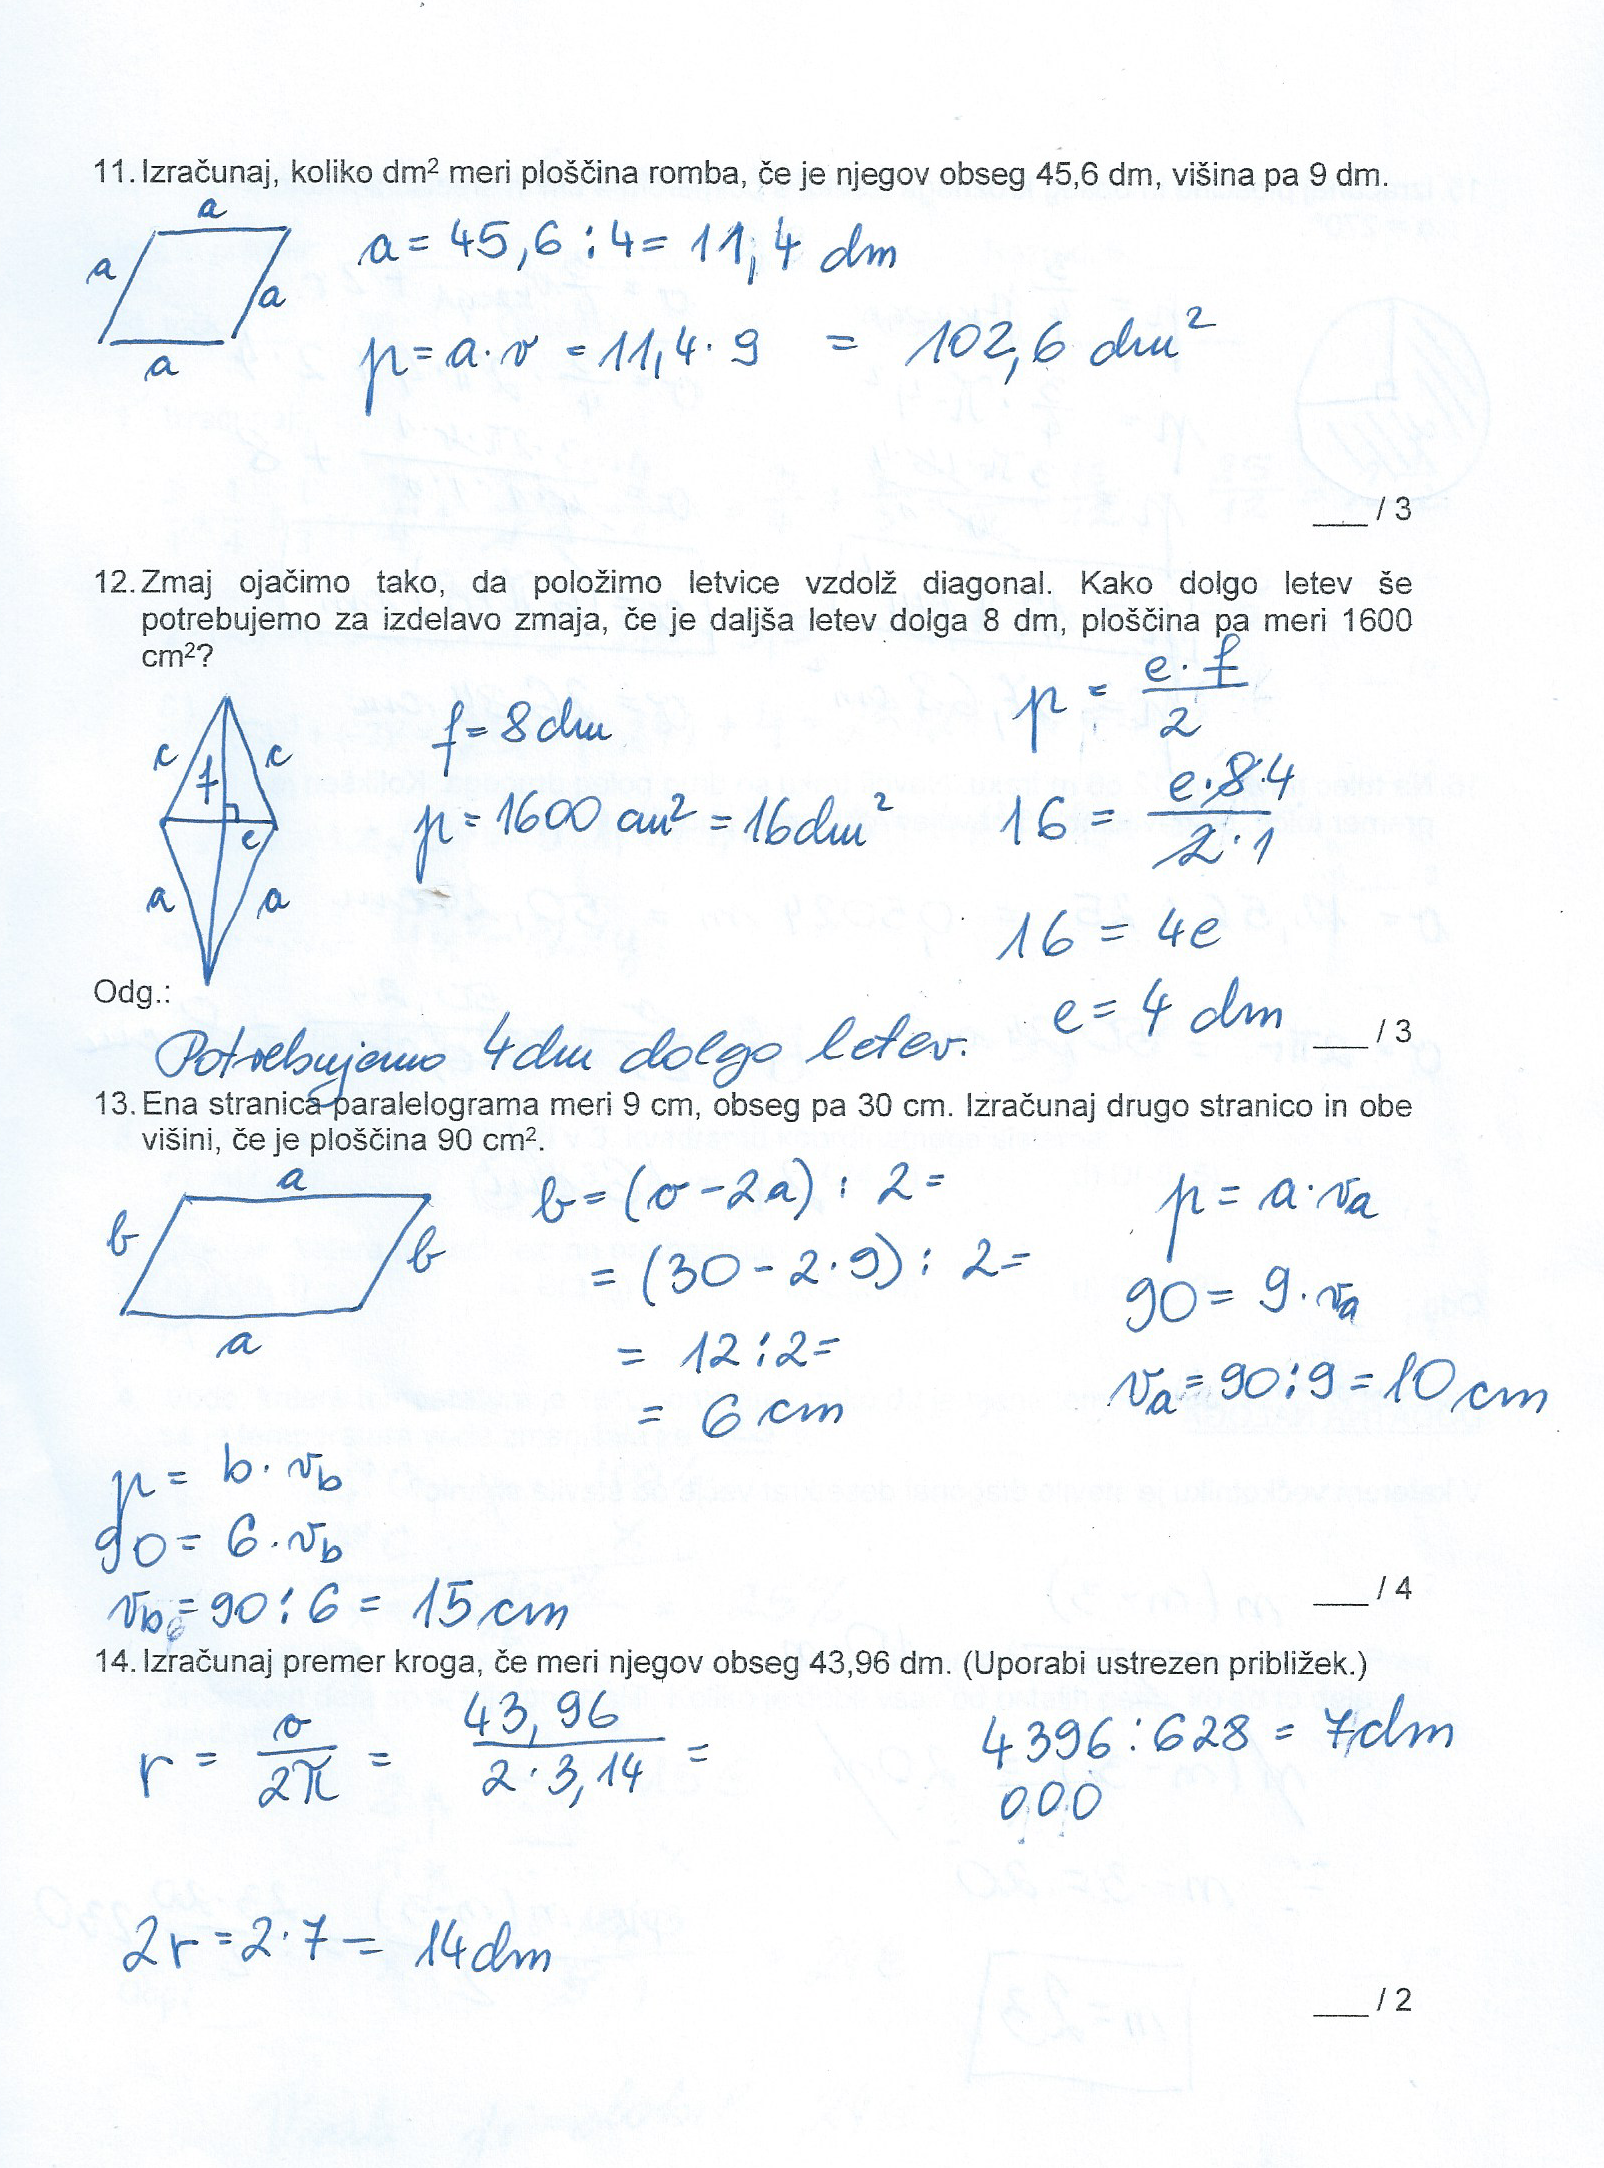 11. Izračunaj, koliko dm² meri ploščina romba, če je njegov obseg 45,6 dm, višina pa 9 dm.
a
a
a
a
a = 45,6 : 4 = 11,4 dm
p = a · v = 11,4 · 9 = 102,6 dm²
___ / 3
12. Zmaj ojačimo tako, da položimo letvice vzdolž diagonal. Kako dolgo letev še
potrebujemo za izdelavo zmaja, če je daljša letev dolga 8 dm, ploščina pa meri 1600
cm²?
c
c
f
e
a
a
f = 8 dm
p = 1600 cm² = 16 dm²
p = e · f / 2
16 = e · 8 · 4 / 2 · 1
16 = 4e
e = 4 dm
Odg.:
Potrebujemo 4 dm dolgo letev.
___ / 3
13. Ena stranica paralelograma meri 9 cm, obseg pa 30 cm. Izračunaj drugo stranico in obe
višini, če je ploščina 90 cm².
a
b
b
a
b = (o - 2a) : 2 =
= (30 - 2 · 9) : 2 =
= 12 : 2 =
= 6 cm
p = a · va
90 = 9 · va
va = 90 : 9 = 10 cm
p = b · vb
90 = 6 · vb
vb = 90 : 6 = 15 cm
___ / 4
14. Izračunaj premer kroga, če meri njegov obseg 43,96 dm. (Uporabi ustrezen približek.)
r = o / 2π = 43,96 / 2 · 3,14 =
4396 : 628 = 7 dm
000
2r = 2 · 7 = 14 dm
___ / 2